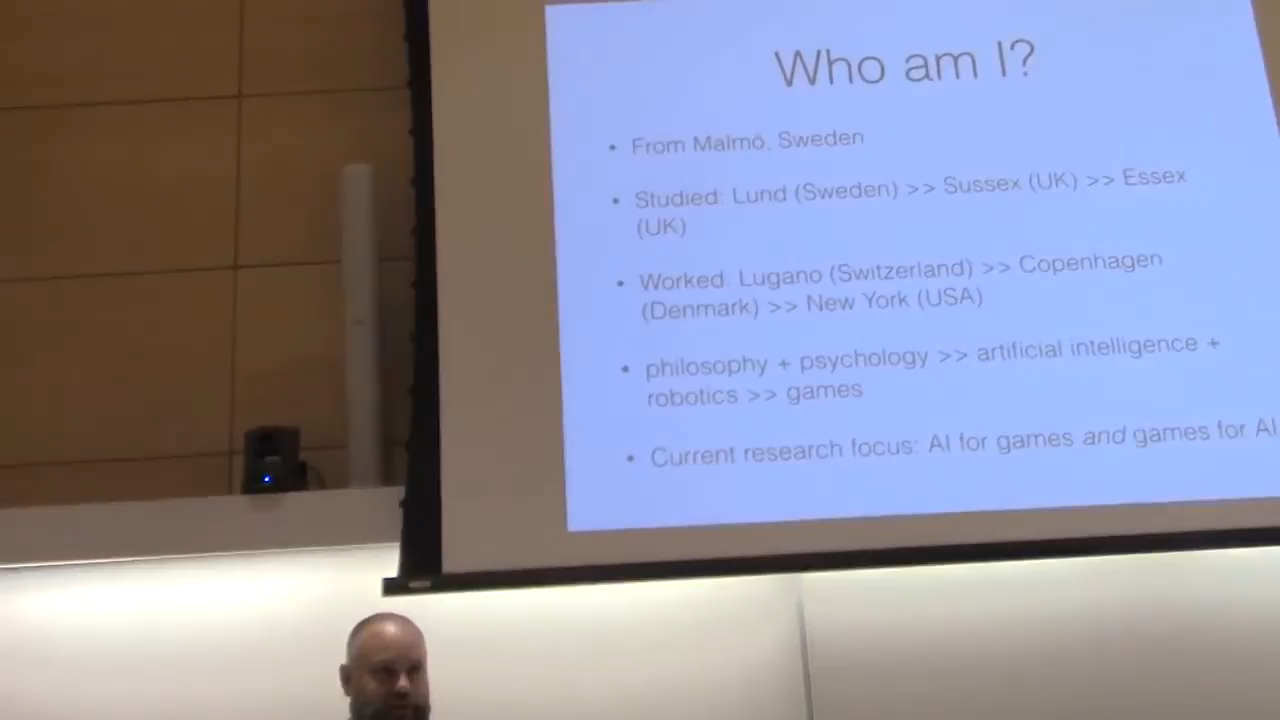 Who am I?
• From Malmö, Sweden
• Studied: Lund (Sweden) >> Sussex (UK) >> Essex
(UK)
• Worked: Lugano (Switzerland) >> Copenhagen
(Denmark) >> New York (USA)
• philosophy + psychology >> artificial intelligence +
robotics >> games
• Current research focus: AI for games and games for AI